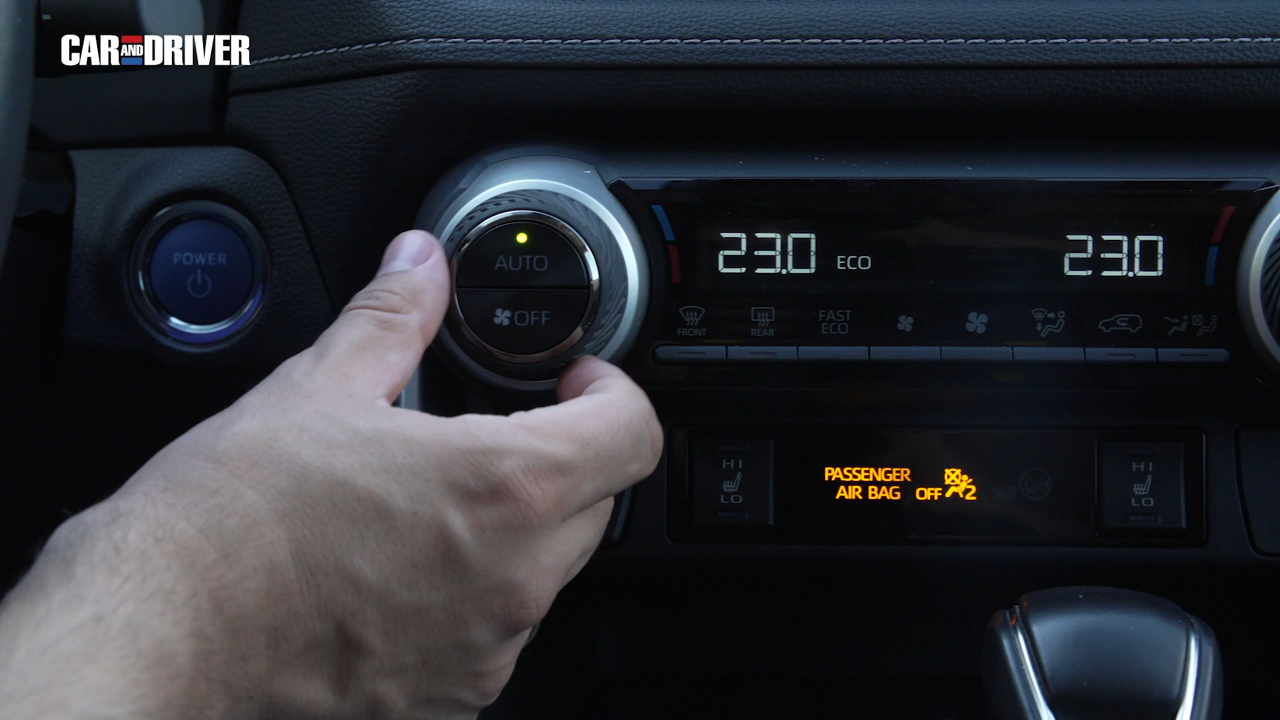 CAR AND DRIVER
POWER
AUTO
OFF
23.0 ECO
23.0
FRONT
REAR
FAST
ECO
HI
LO
PASSENGER
AIR BAG OFF 2
HI
LO